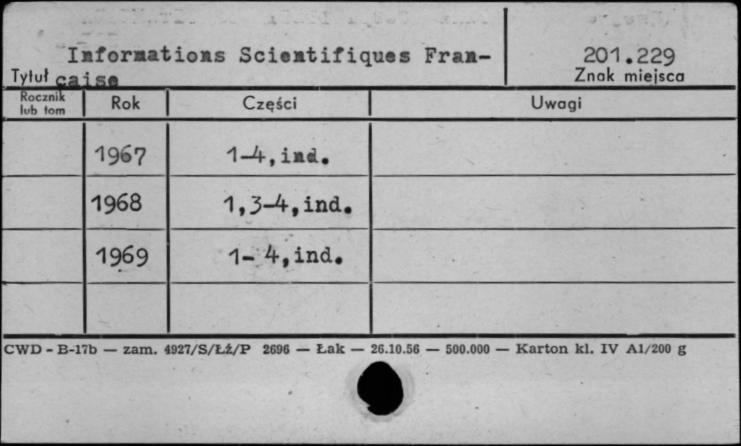 Informations Scientifiques Fran-
201.229
Tytuł çaise
Znak miejsca
Rocznik lub tom Rok Części Uwagi
1967 1-4, ind.
1968 1,3-4, ind.
1969 1- 4, ind.
CWD - B-17b — zam. 4927/S/ŁŻ/P 2696 — Łak — 26.10.56 — 500.000 — Karton kl. IV A1/200 g